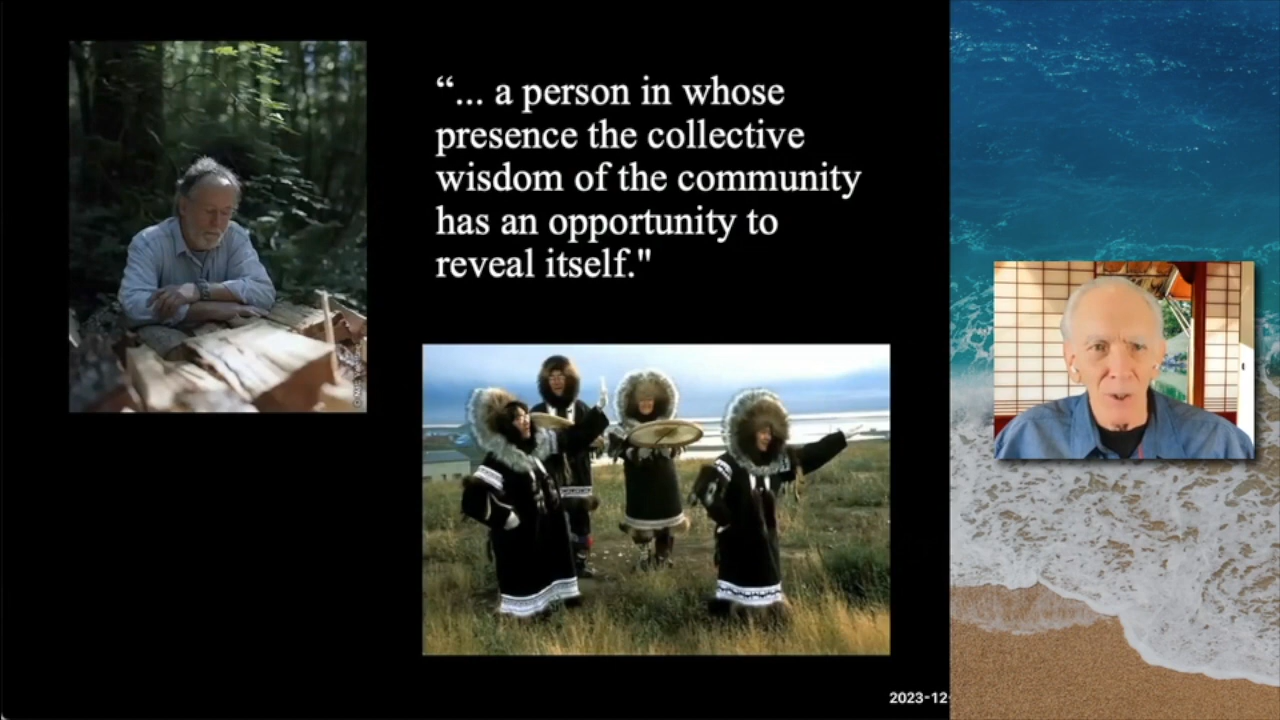 “... a person in whose
presence the collective
wisdom of the community
has an opportunity to
reveal itself."
2023-12-